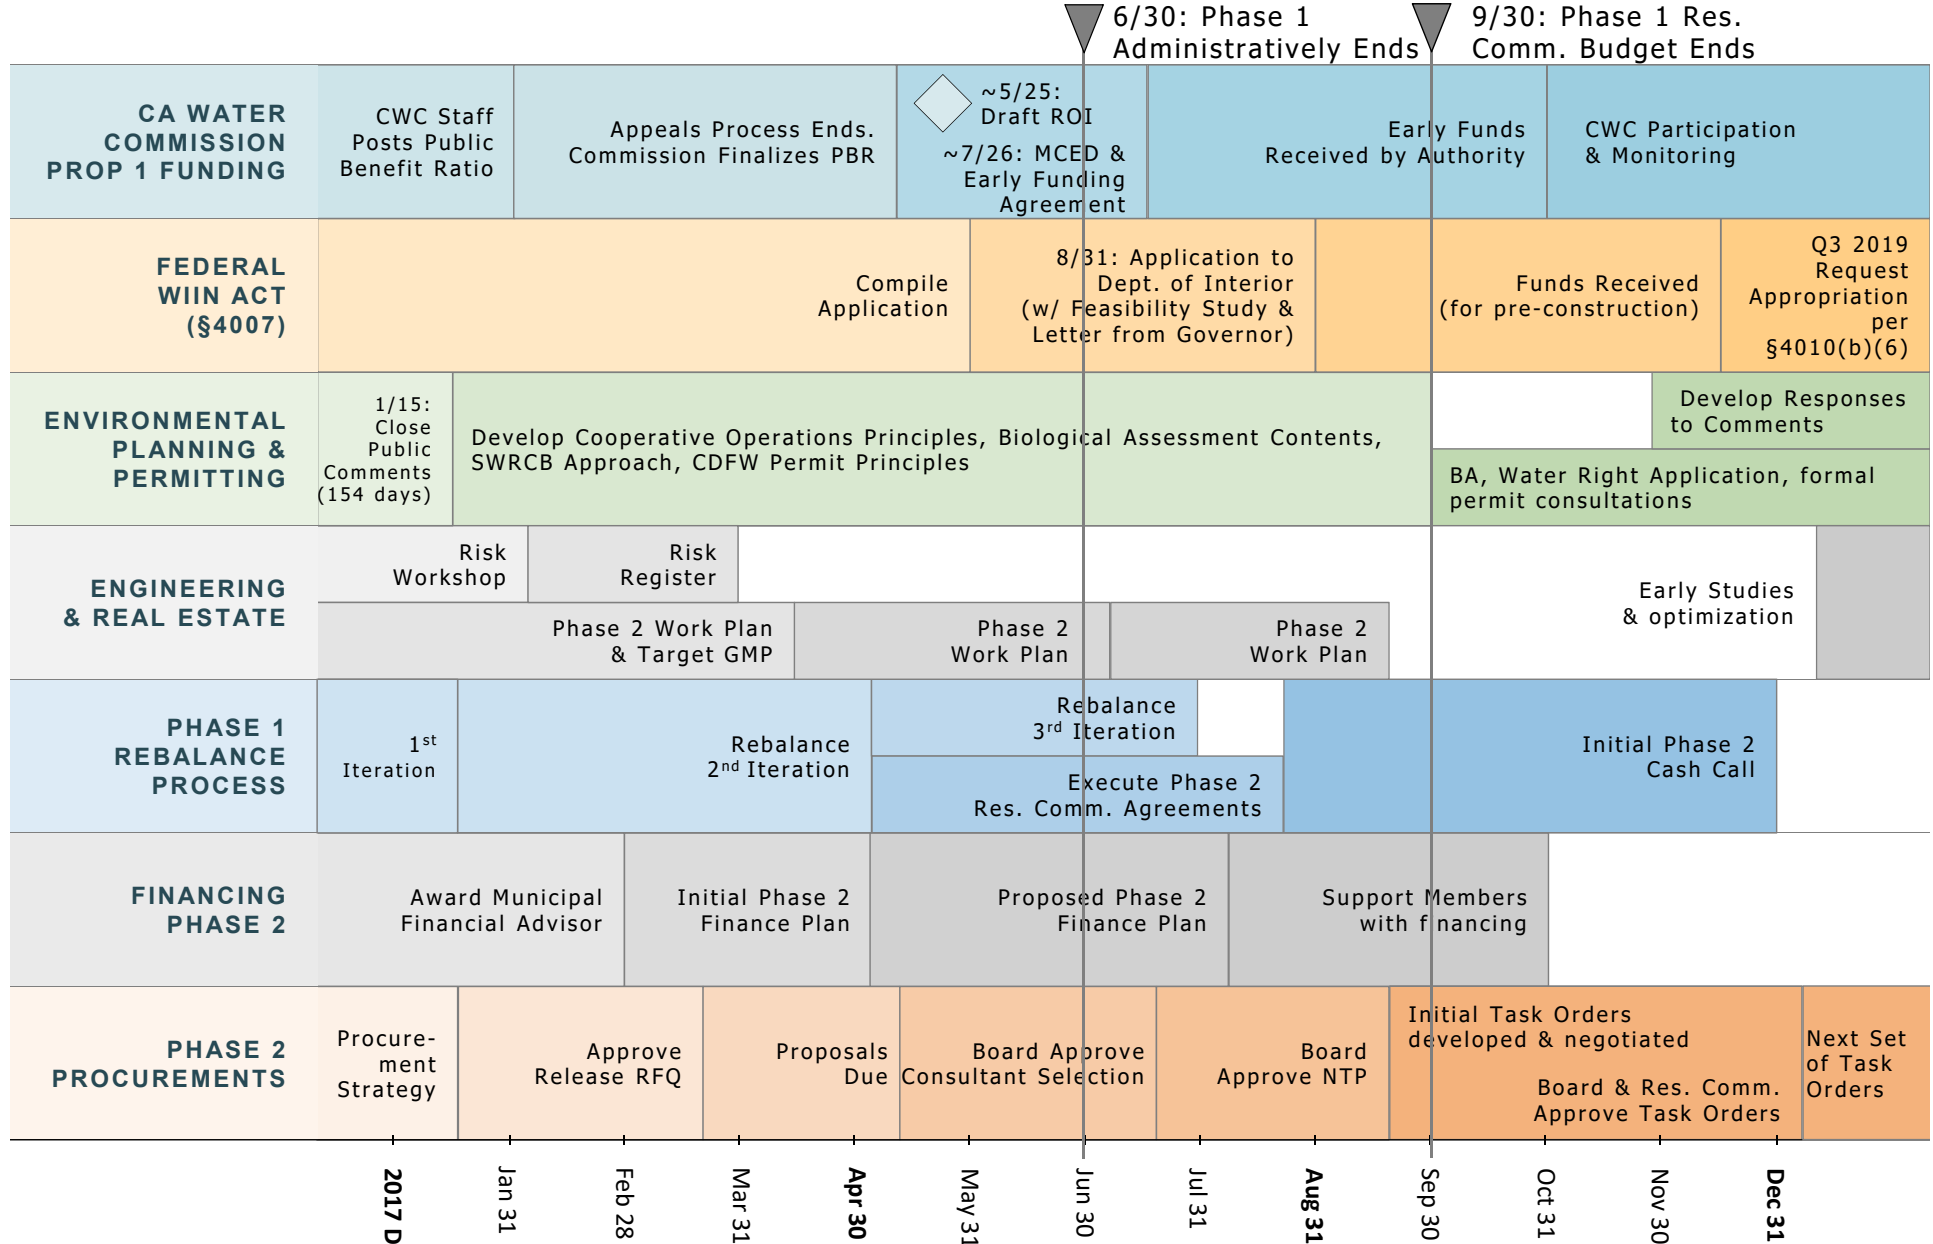 6/30: Phase 1
Administratively Ends
9/30: Phase 1 Res.
Comm. Budget Ends
CA WATER
COMMISSION
PROP 1 FUNDING
CWC Staff
Posts Public
Benefit Ratio
Appeals Process Ends.
Commission Finalizes PBR
~5/25:
Draft ROI
~7/26: MCED &
Early Funding
Agreement
Early Funds
Received by Authority
CWC Participation
& Monitoring
FEDERAL
WIIN ACT
(§4007)
Compile
Application
8/31: Application to
Dept. of Interior
(w/ Feasibility Study &
Letter from Governor)
Funds Received
(for pre-construction)
Q3 2019
Request
Appropriation
per
§4010(b)(6)
ENVIRONMENTAL
PLANNING &
PERMITTING
1/15:
Close
Public
Comments
(154 days)
Develop Cooperative Operations Principles, Biological Assessment Contents,
SWRCB Approach, CDFW Permit Principles
Develop Responses
to Comments
BA, Water Right Application, formal
permit consultations
ENGINEERING
& REAL ESTATE
Risk
Workshop
Risk
Register
Phase 2 Work Plan
& Target GMP
Phase 2
Work Plan
Phase 2
Work Plan
Early Studies
& optimization
PHASE 1
REBALANCE
PROCESS
1st
Iteration
Rebalance
2nd Iteration
Rebalance
3rd Iteration
Execute Phase 2
Res. Comm. Agreements
Initial Phase 2
Cash Call
FINANCING
PHASE 2
Award Municipal
Financial Advisor
Initial Phase 2
Finance Plan
Proposed Phase 2
Finance Plan
Support Members
with financing
PHASE 2
PROCUREMENTS
Procure-
ment
Strategy
Approve
Release RFQ
Proposals
Due
Board Approve
Consultant Selection
Board
Approve NTP
Initial Task Orders
developed & negotiated
Board & Res. Comm.
Approve Task Orders
Next Set
of Task
Orders
2017 D
Jan 31
Feb 28
Mar 31
Apr 30
May 31
Jun 30
Jul 31
Aug 31
Sep 30
Oct 31
Nov 30
Dec 31